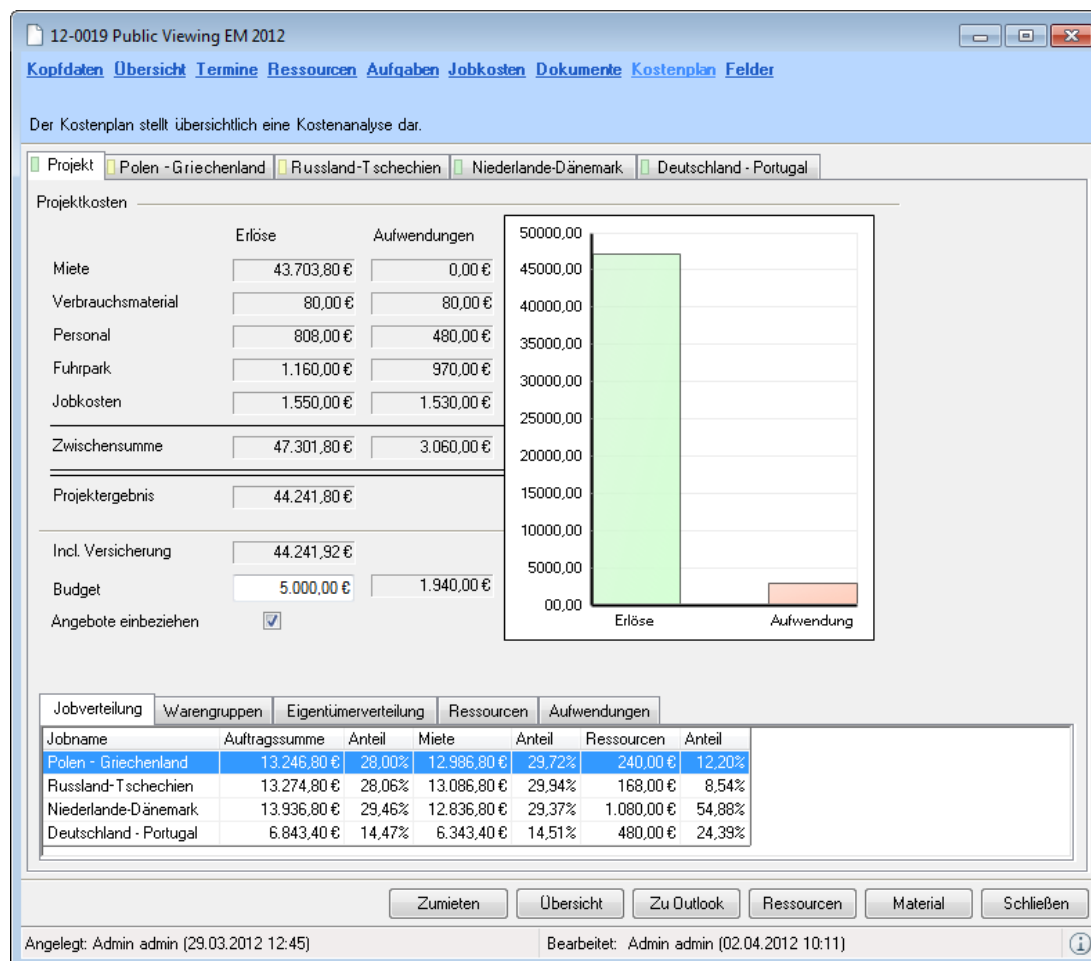 12-0019 Public Viewing EM 2012
Kopfdaten Übersicht Termine Ressourcen Aufgaben Jobkosten Dokumente Kostenplan Felder
Der Kostenplan stellt übersichtlich eine Kostenanalyse dar.
Projekt Polen - Griechenland Russland-Tschechien Niederlande-Dänemark Deutschland - Portugal
Projektkosten
Erlöse Aufwendungen
Miete 43.703,80 € 0,00 €
Verbrauchsmaterial 80,00 € 80,00 €
Personal 808,00 € 480,00 €
Fuhrpark 1.160,00 € 970,00 €
Jobkosten 1.550,00 € 1.530,00 €
Zwischensumme 47.301,80 € 3.060,00 €
Projektergebnis 44.241,80 €
Incl. Versicherung 44.241,92 €
Budget 5.000,00 € 1.940,00 €
Angebote einbeziehen
50000,00
45000,00
40000,00
35000,00
30000,00
25000,00
20000,00
15000,00
10000,00
5000,00
00,00
Erlöse Aufwendung
Jobverteilung Warengruppen Eigentümerverteilung Ressourcen Aufwendungen
Jobname Auftragssumme Anteil Miete Anteil Ressourcen Anteil
Polen - Griechenland 13.246,80 € 28,00% 12.986,80 € 29,72% 240,00 € 12,20%
Russland-Tschechien 13.274,80 € 28,06% 13.086,80 € 29,94% 168,00 € 8,54%
Niederlande-Dänemark 13.936,80 € 29,46% 12.836,80 € 29,37% 1.080,00 € 54,88%
Deutschland - Portugal 6.843,40 € 14,47% 6.343,40 € 14,51% 480,00 € 24,39%
Zumieten Übersicht Zu Outlook Ressourcen Material Schließen
Angelegt: Admin admin (29.03.2012 12:45) Bearbeitet: Admin admin (02.04.2012 10:11)